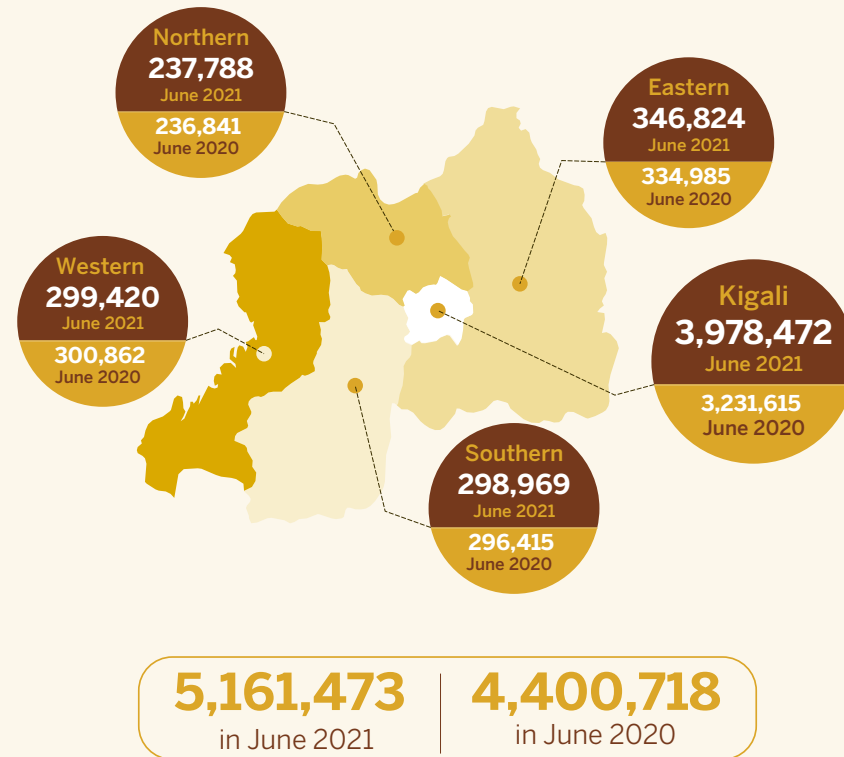 Northern
237,788
June 2021
236,841
June 2020
Eastern
346,824
June 2021
334,985
June 2020
Western
299,420
June 2021
300,862
June 2020
Kigali
3,978,472
June 2021
3,231,615
June 2020
Southern
298,969
June 2021
296,415
June 2020
5,161,473
in June 2021
4,400,718
in June 2020